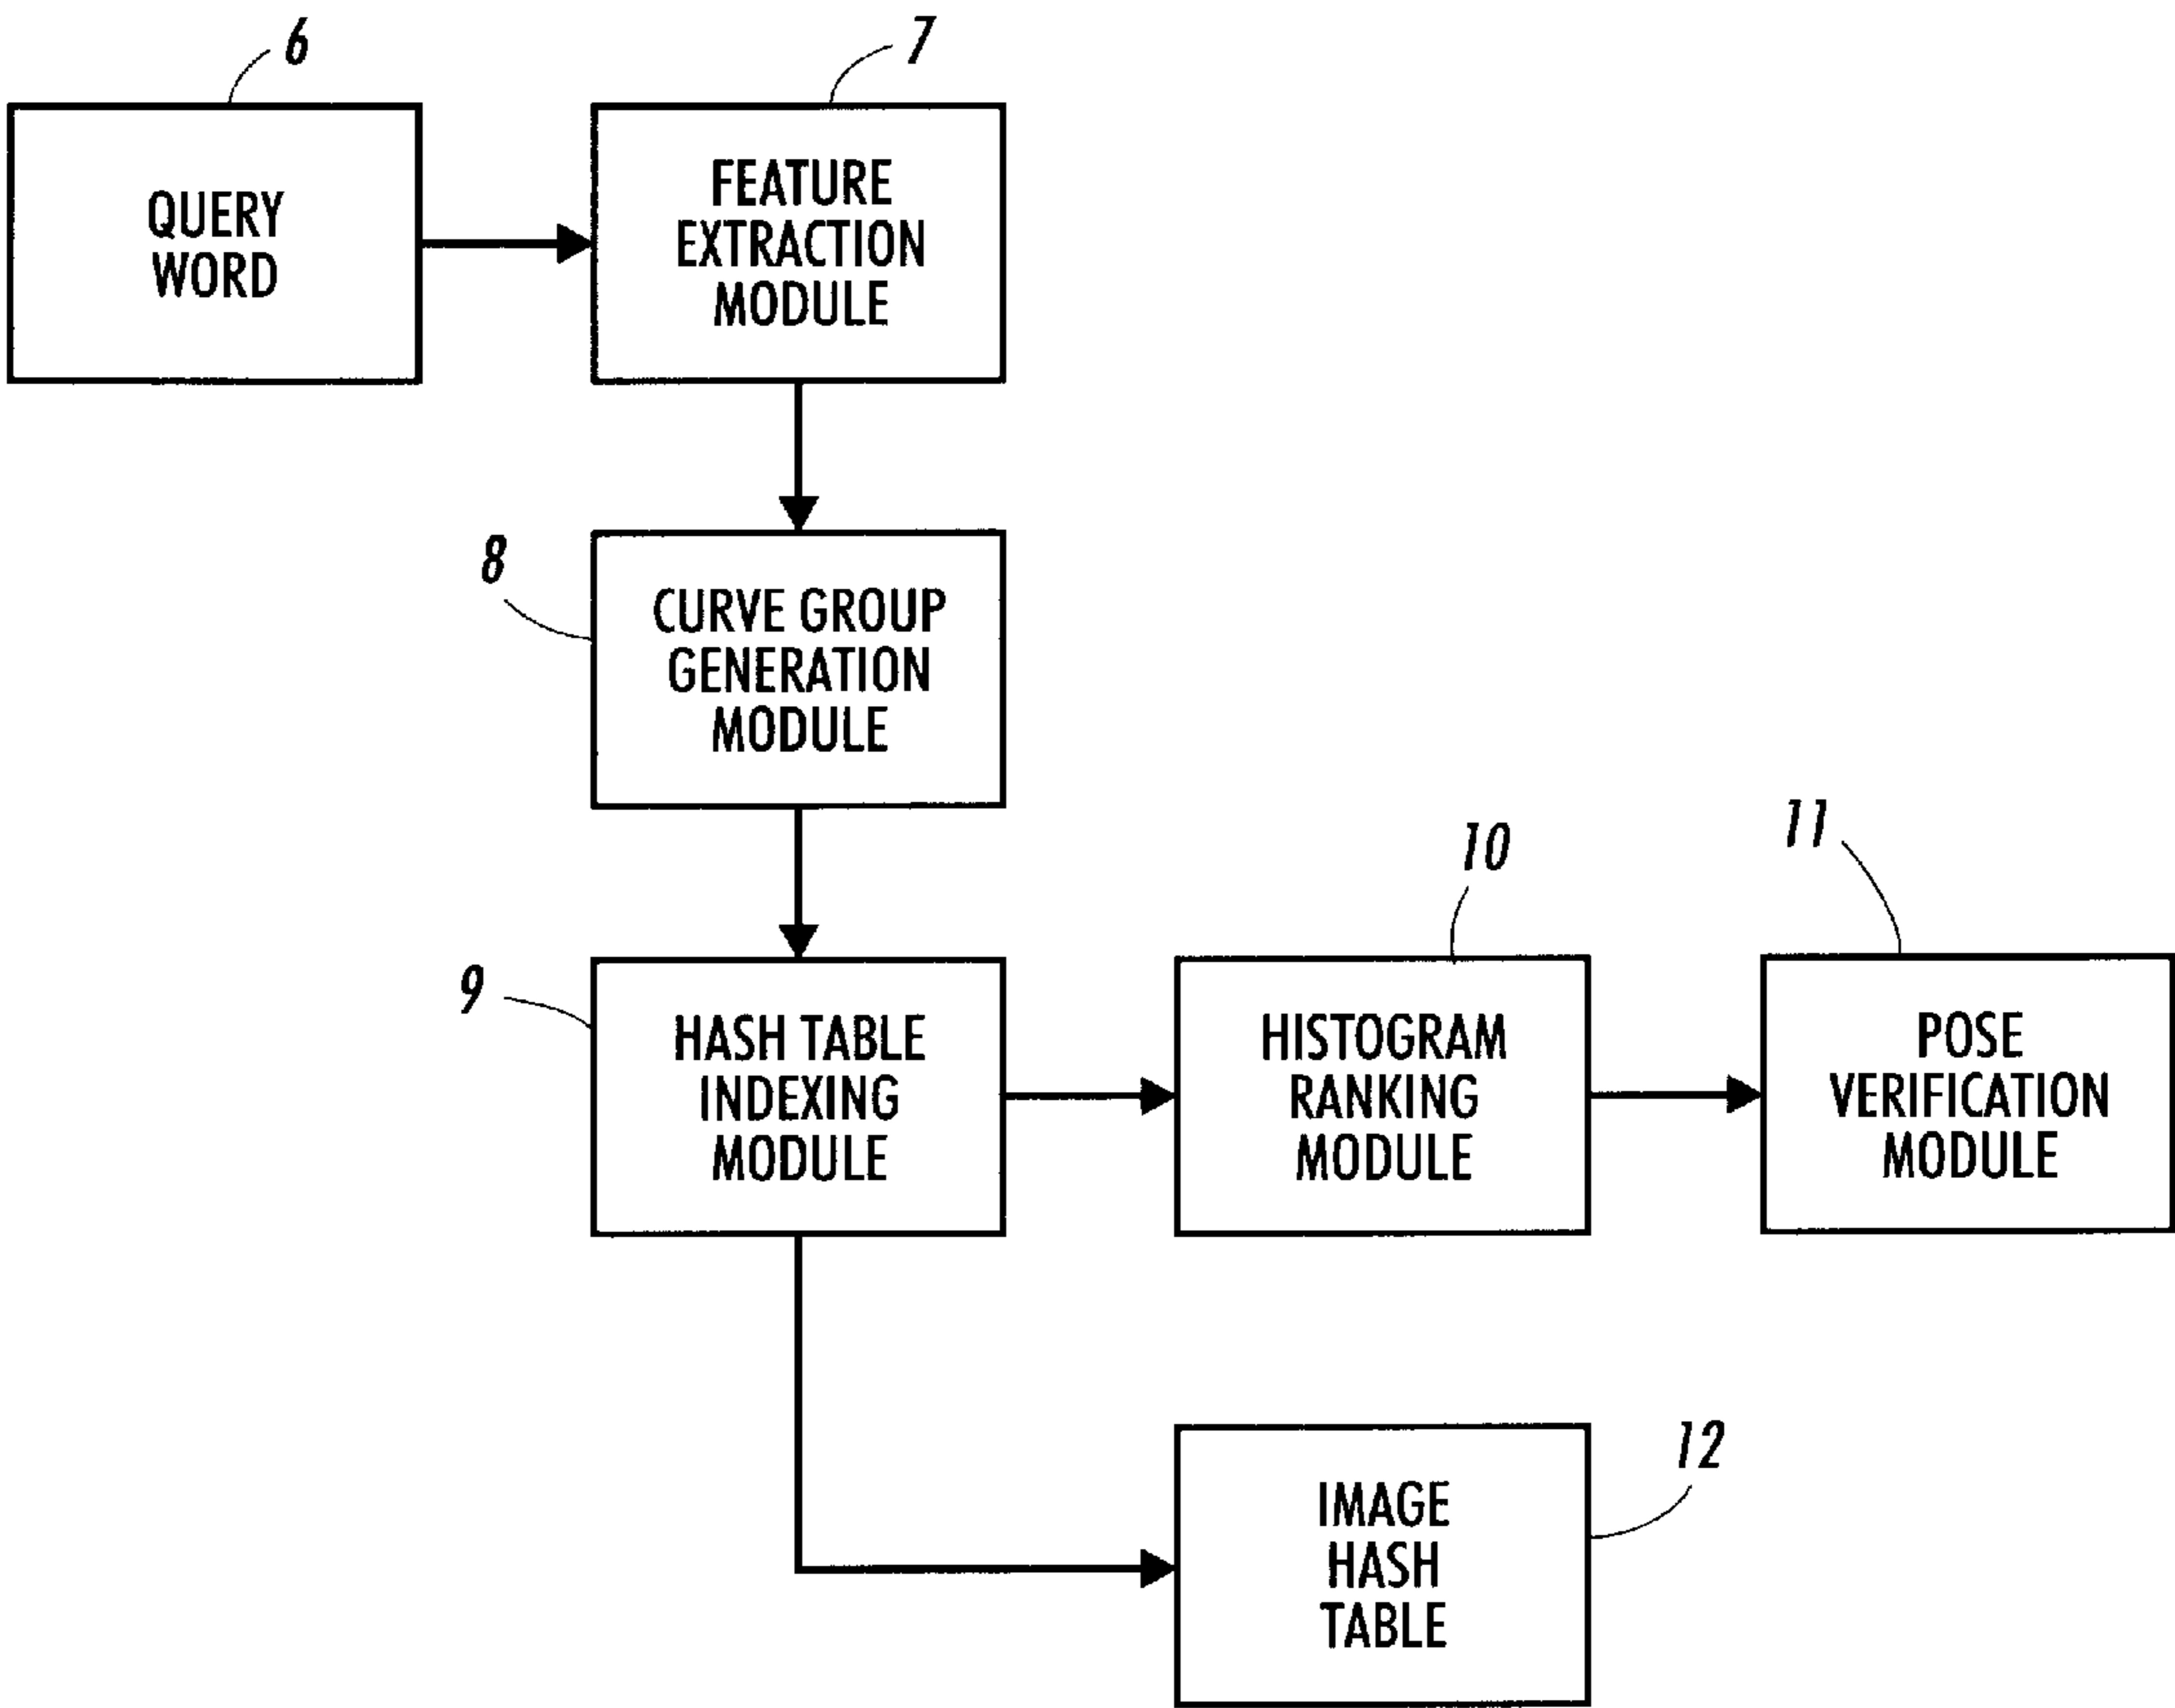 6
7
QUERY
WORD
FEATURE
EXTRACTION
MODULE
8
CURVE GROUP
GENERATION
MODULE
9
10
11
HASH TABLE
INDEXING
MODULE
HISTOGRAM
RANKING
MODULE
POSE
VERIFICATION
MODULE
12
IMAGE
HASH
TABLE